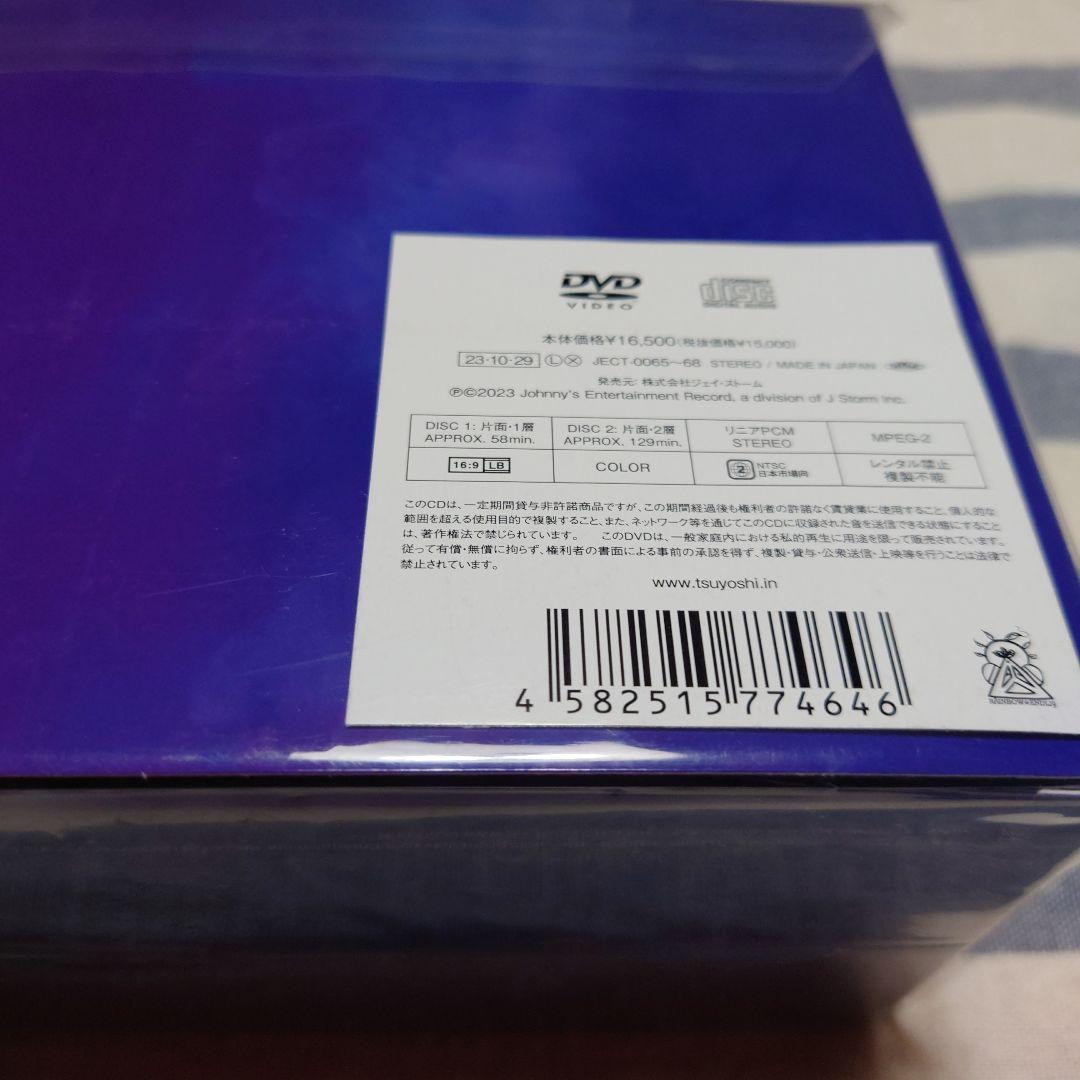 DVD
VIDEO
COMPACT
disc
DIGITAL AUDIO
本体価格¥16,500(税抜価格¥15,000)
23・10・29 Ⓛ Ⓧ JECT-0065〜68 STEREO / MADE IN JAPAN
発売元: 株式会社ジェイ・ストーム
Ⓟ©2023 Johnny's Entertainment Record, a division of J Storm Inc.
DISC 1: 片面・1層
APPROX. 58min.
DISC 2: 片面・2層
APPROX. 129min.
リニアPCM
STEREO
MPEG-2
16:9 LB
COLOR
2 NTSC
日本市場向
レンタル禁止
複製不能
このCDは、一定期間貸与非許諾商品ですが、この期間経過後も権利者の許諾なく賃貸業に使用すること、個人的な
範囲を超える使用目的で複製すること、また、ネットワーク等を通じてこのCDに収録された音を送信できる状態にすること
は、著作権法で禁じられています。 このDVDは、一般家庭内における私的再生に用途を限って販売されています。
従って有償・無償に拘らず、権利者の書面による事前の承認を得ず、複製・貸与・公衆送信・上映等を行うことは法律で
禁止されています。
www.tsuyoshi.in
4 582515 774646